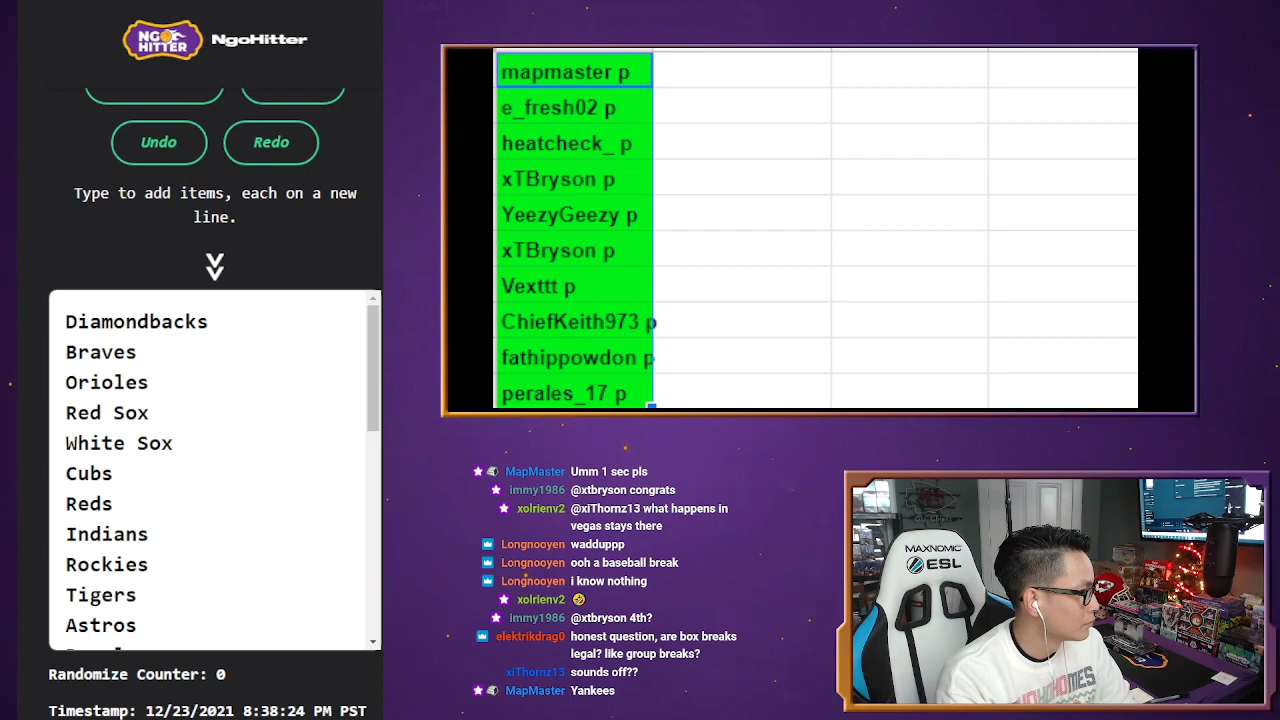 NGO
HITTER
NgoHitter
Undo
Redo
Type to add items, each on a new
line.
Diamondbacks
Braves
Orioles
Red Sox
White Sox
Cubs
Reds
Indians
Rockies
Tigers
Astros
Randomize Counter: 0
Timestamp: 12/23/2021 8:38:24 PM PST
mapmaster p
e_fresh02 p
heatcheck_ p
xTBryson p
YeezyGeezy p
xTBryson p
Vexttt p
ChiefKeith973 p
fathippowdon p
perales_17 p
MapMaster Umm 1 sec pls
immy1986 @xtbryson congrats
xolrienv2 @xiThornz13 what happens in
vegas stays there
Longnooyen wadduppp
Longnooyen ooh a baseball break
Longnooyen i know nothing
xolrienv2
immy1986 @xtbryson 4th?
elektrikdrag0 honest question, are box breaks
legal? like group breaks?
xiThornz13 sounds off??
MapMaster Yankees
MAXNOMIC
ESL